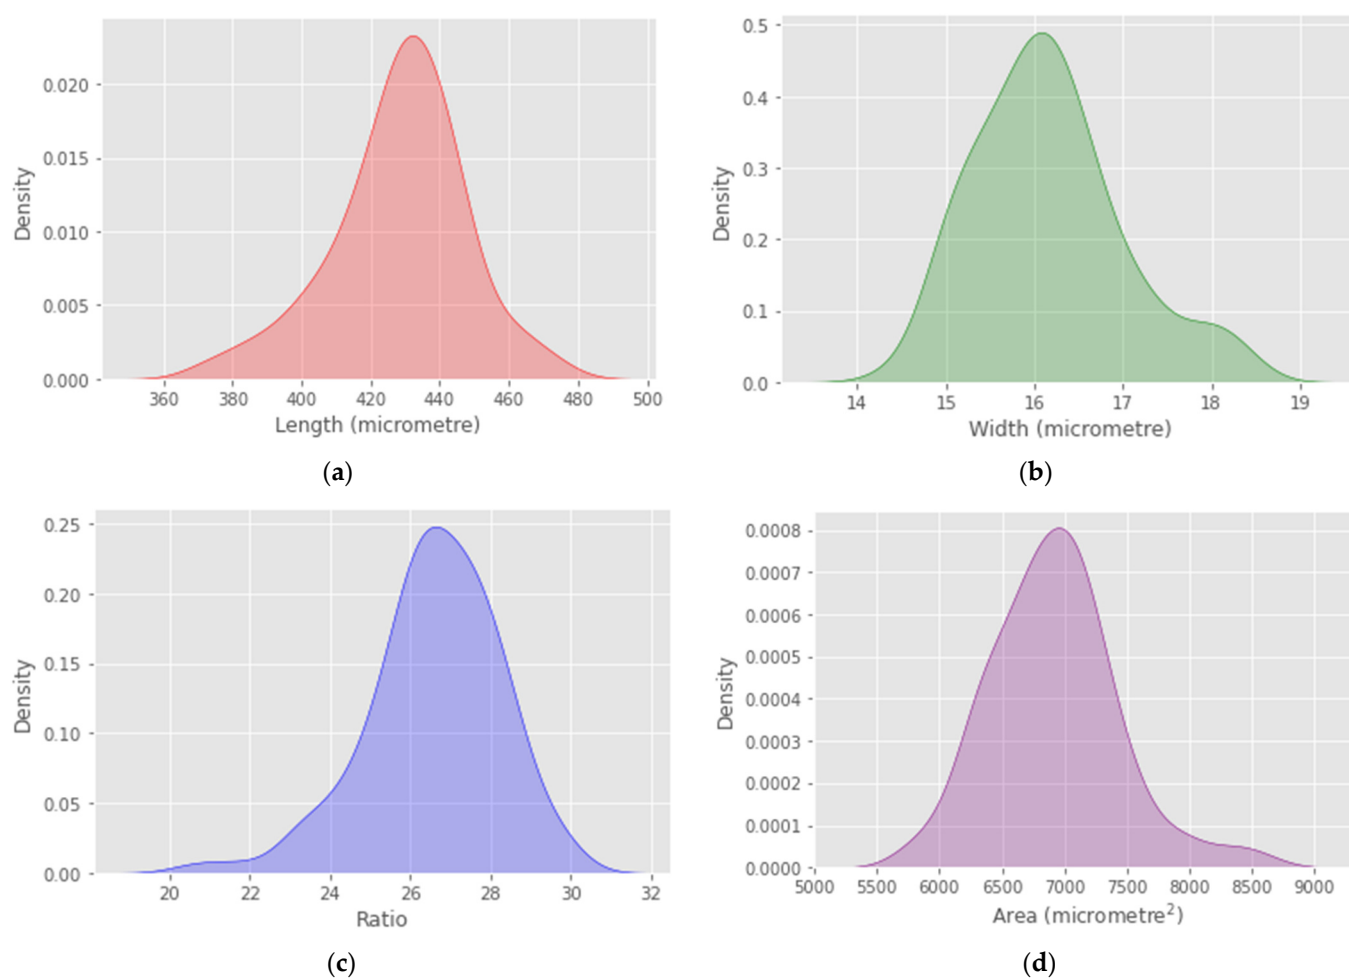 0.020
0.015
0.010
0.005
0.000
Density
360 380 400 420 440 460 480 500
Length (micrometre)
(a)
0.5
0.4
0.3
0.2
0.1
0.0
Density
14 15 16 17 18 19
Width (micrometre)
(b)
0.25
0.20
0.15
0.10
0.05
0.00
Density
20 22 24 26 28 30 32
Ratio
(c)
0.0008
0.0007
0.0006
0.0005
0.0004
0.0003
0.0002
0.0001
0.0000
Density
5000 5500 6000 6500 7000 7500 8000 8500 9000
Area (micrometre²)
(d)